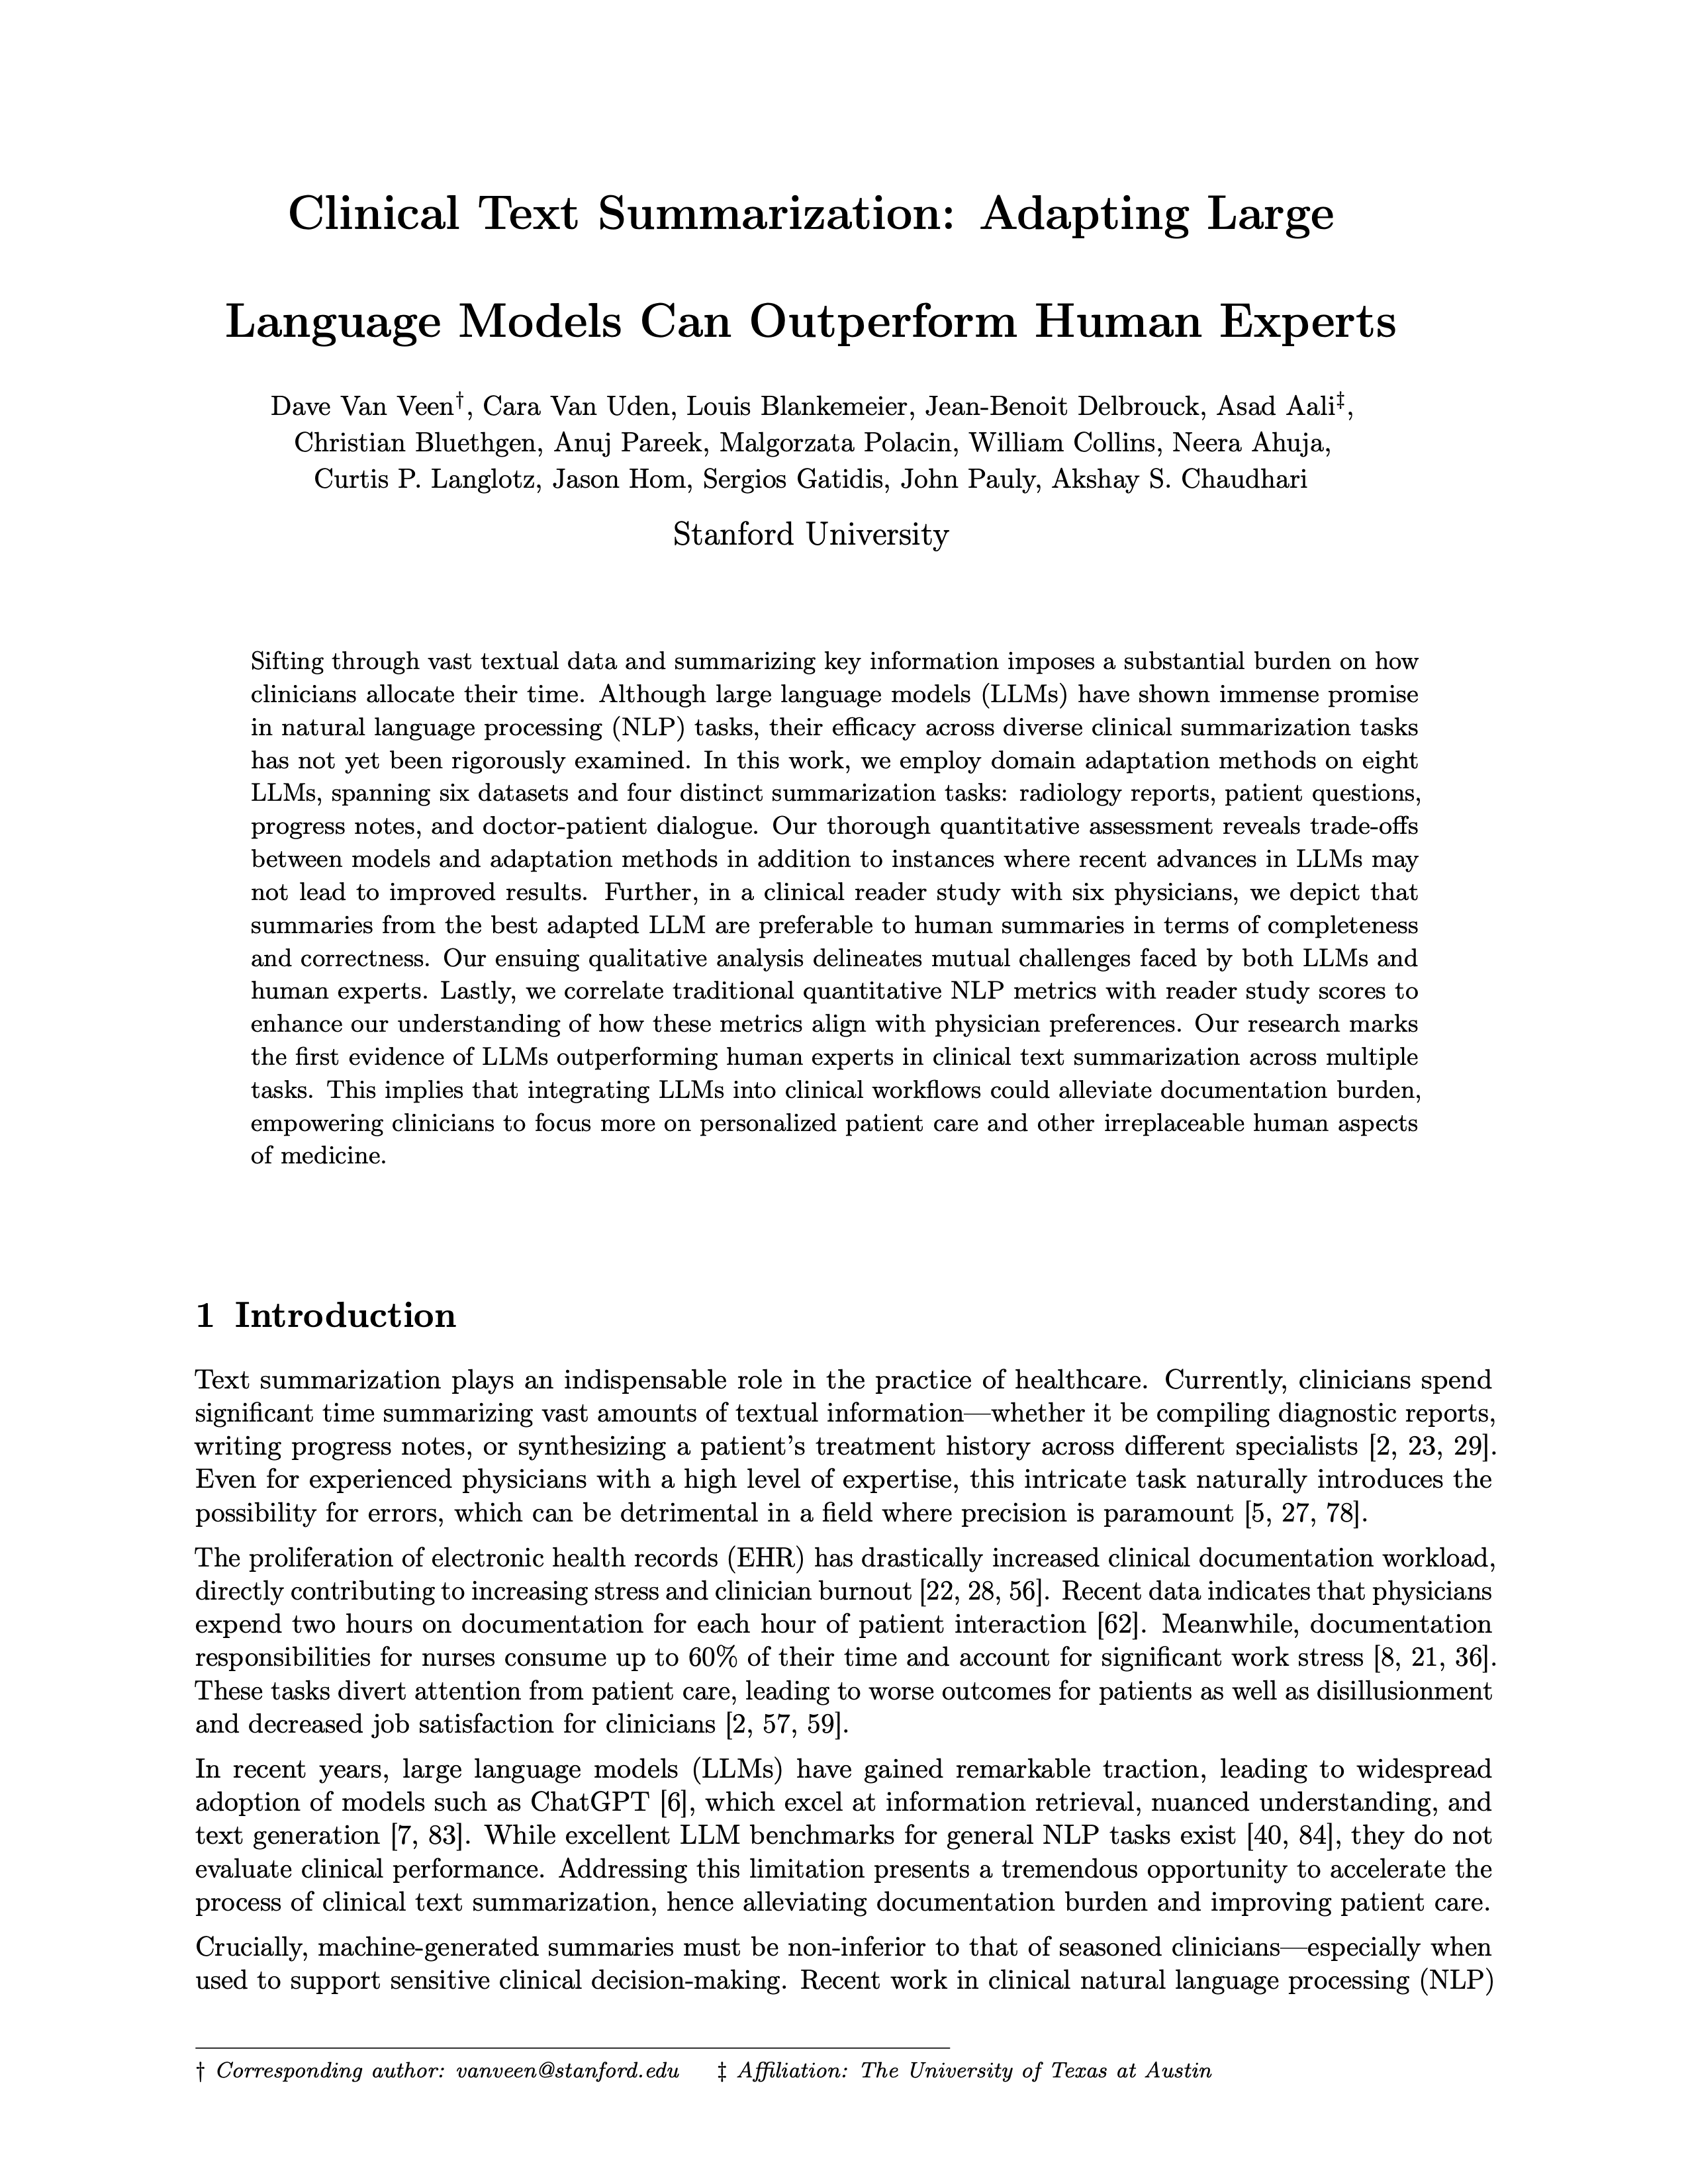 Clinical Text Summarization: Adapting Large
Language Models Can Outperform Human Experts
Dave Van Veen†, Cara Van Uden, Louis Blankemeier, Jean-Benoit Delbrouck, Asad Aali‡,
Christian Bluethgen, Anuj Pareek, Malgorzata Polacin, William Collins, Neera Ahuja,
Curtis P. Langlotz, Jason Hom, Sergios Gatidis, John Pauly, Akshay S. Chaudhari
Stanford University
Sifting through vast textual data and summarizing key information imposes a substantial burden on how
clinicians allocate their time. Although large language models (LLMs) have shown immense promise
in natural language processing (NLP) tasks, their efficacy across diverse clinical summarization tasks
has not yet been rigorously examined. In this work, we employ domain adaptation methods on eight
LLMs, spanning six datasets and four distinct summarization tasks: radiology reports, patient questions,
progress notes, and doctor-patient dialogue. Our thorough quantitative assessment reveals trade-offs
between models and adaptation methods in addition to instances where recent advances in LLMs may
not lead to improved results. Further, in a clinical reader study with six physicians, we depict that
summaries from the best adapted LLM are preferable to human summaries in terms of completeness
and correctness. Our ensuing qualitative analysis delineates mutual challenges faced by both LLMs and
human experts. Lastly, we correlate traditional quantitative NLP metrics with reader study scores to
enhance our understanding of how these metrics align with physician preferences. Our research marks
the first evidence of LLMs outperforming human experts in clinical text summarization across multiple
tasks. This implies that integrating LLMs into clinical workflows could alleviate documentation burden,
empowering clinicians to focus more on personalized patient care and other irreplaceable human aspects
of medicine.
1 Introduction
Text summarization plays an indispensable role in the practice of healthcare. Currently, clinicians spend
significant time summarizing vast amounts of textual information—whether it be compiling diagnostic reports,
writing progress notes, or synthesizing a patient's treatment history across different specialists [2, 23, 29].
Even for experienced physicians with a high level of expertise, this intricate task naturally introduces the
possibility for errors, which can be detrimental in a field where precision is paramount [5, 27, 78].
The proliferation of electronic health records (EHR) has drastically increased clinical documentation workload,
directly contributing to increasing stress and clinician burnout [22, 28, 56]. Recent data indicates that physicians
expend two hours on documentation for each hour of patient interaction [62]. Meanwhile, documentation
responsibilities for nurses consume up to 60% of their time and account for significant work stress [8, 21, 36].
These tasks divert attention from patient care, leading to worse outcomes for patients as well as disillusionment
and decreased job satisfaction for clinicians [2, 57, 59].
In recent years, large language models (LLMs) have gained remarkable traction, leading to widespread
adoption of models such as ChatGPT [6], which excel at information retrieval, nuanced understanding, and
text generation [7, 83]. While excellent LLM benchmarks for general NLP tasks exist [40, 84], they do not
evaluate clinical performance. Addressing this limitation presents a tremendous opportunity to accelerate the
process of clinical text summarization, hence alleviating documentation burden and improving patient care.
Crucially, machine-generated summaries must be non-inferior to that of seasoned clinicians—especially when
used to support sensitive clinical decision-making. Recent work in clinical natural language processing (NLP)
† Corresponding author: vanveen@stanford.edu ‡ Affiliation: The University of Texas at Austin